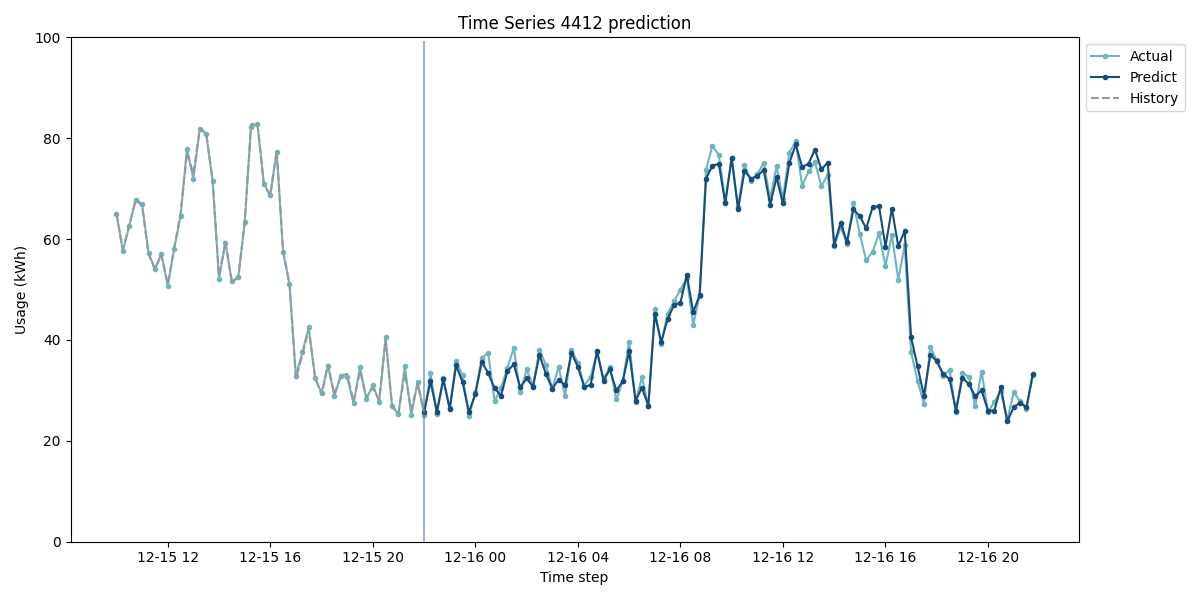 Time Series 4412 prediction
Usage (kWh)
100
80
60
40
20
0
12-15 12
12-15 16
12-15 20
12-16 00
12-16 04
12-16 08
12-16 12
12-16 16
12-16 20
Time step
Actual
Predict
History